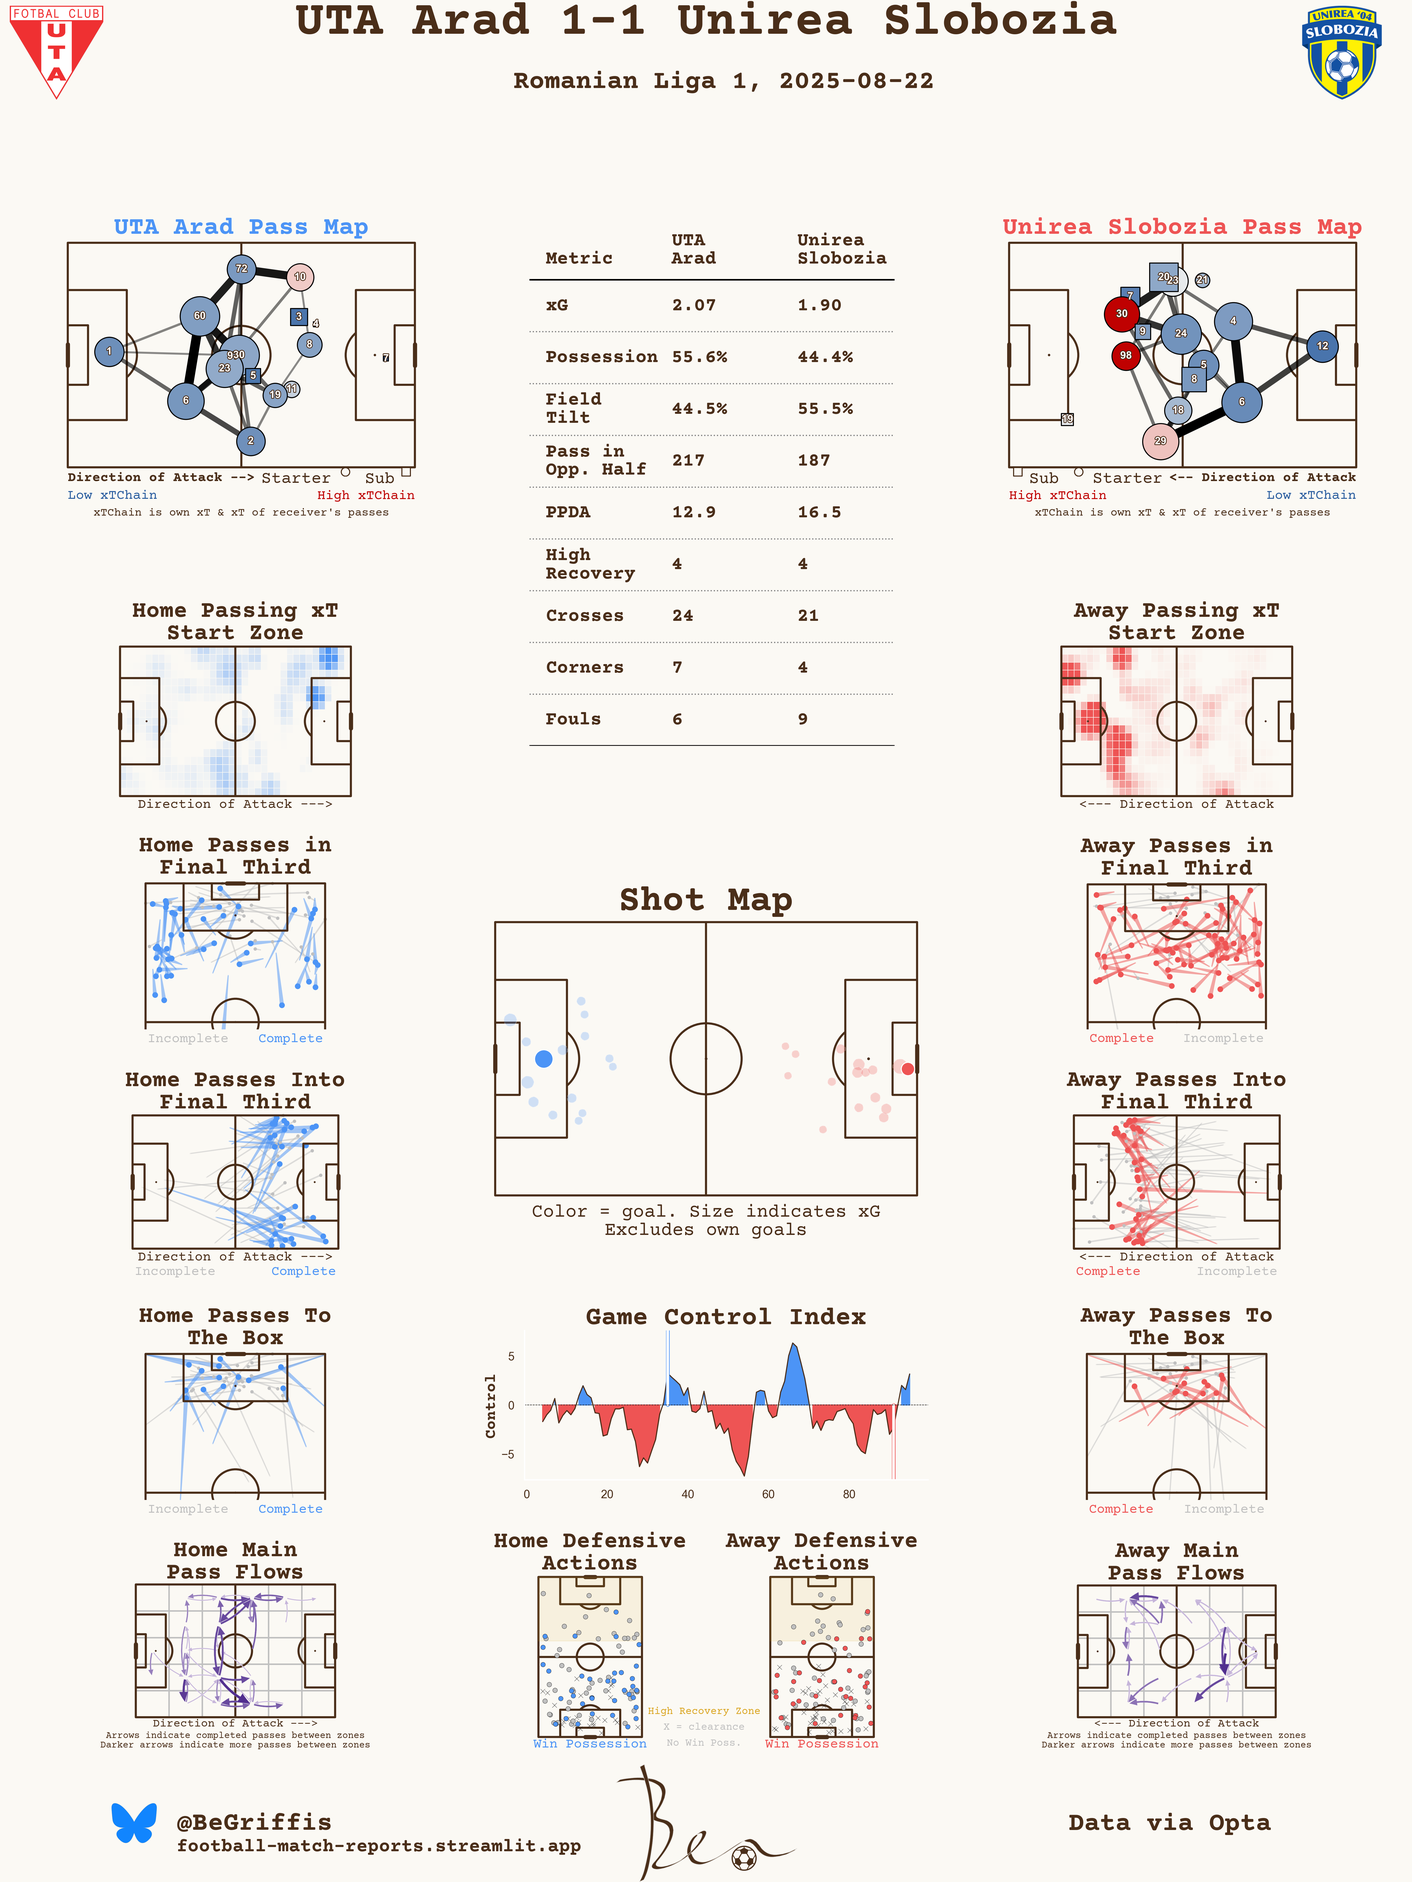 UTA Arad 1-1 Unirea Slobozia
Romanian Liga 1, 2025-08-22
FOTBAL CLUB
U
T
A
UNIREA '04
SLOBOZIA
UTA Arad Pass Map
72
10
60
3
4
8
1
930
7
23
5
11
19
6
2
Direction of Attack --> Starter Sub
Low xTChain High xTChain
xTChain is own xT & xT of receiver's passes
Metric UTA Arad Unirea Slobozia
xG 2.07 1.90
Possession 55.6% 44.4%
Field Tilt 44.5% 55.5%
Pass in Opp. Half 217 187
PPDA 12.9 16.5
High Recovery 4 4
Crosses 24 21
Corners 7 4
Fouls 6 9
Unirea Slobozia Pass Map
20
23
21
7
30
4
9
24
12
98
5
8
6
18
19
29
Sub Starter <-- Direction of Attack
High xTChain Low xTChain
xTChain is own xT & xT of receiver's passes
Home Passing xT
Start Zone
Direction of Attack --->
Away Passing xT
Start Zone
<--- Direction of Attack
Home Passes in
Final Third
Incomplete Complete
Away Passes in
Final Third
Complete Incomplete
Shot Map
Color = goal. Size indicates xG
Excludes own goals
Home Passes Into
Final Third
Direction of Attack --->
Incomplete Complete
Away Passes Into
Final Third
<--- Direction of Attack
Complete Incomplete
Home Passes To
The Box
Incomplete Complete
Game Control Index
Control
5
0
−5
0 20 40 60 80
Away Passes To
The Box
Complete Incomplete
Home Main
Pass Flows
Direction of Attack --->
Arrows indicate completed passes between zones
Darker arrows indicate more passes between zones
Home Defensive
Actions
Win Possession
High Recovery Zone
X = clearance
No Win Poss.
Away Defensive
Actions
Win Possession
Away Main
Pass Flows
<--- Direction of Attack
Arrows indicate completed passes between zones
Darker arrows indicate more passes between zones
@BeGriffis
football-match-reports.streamlit.app
Ben
Data via Opta